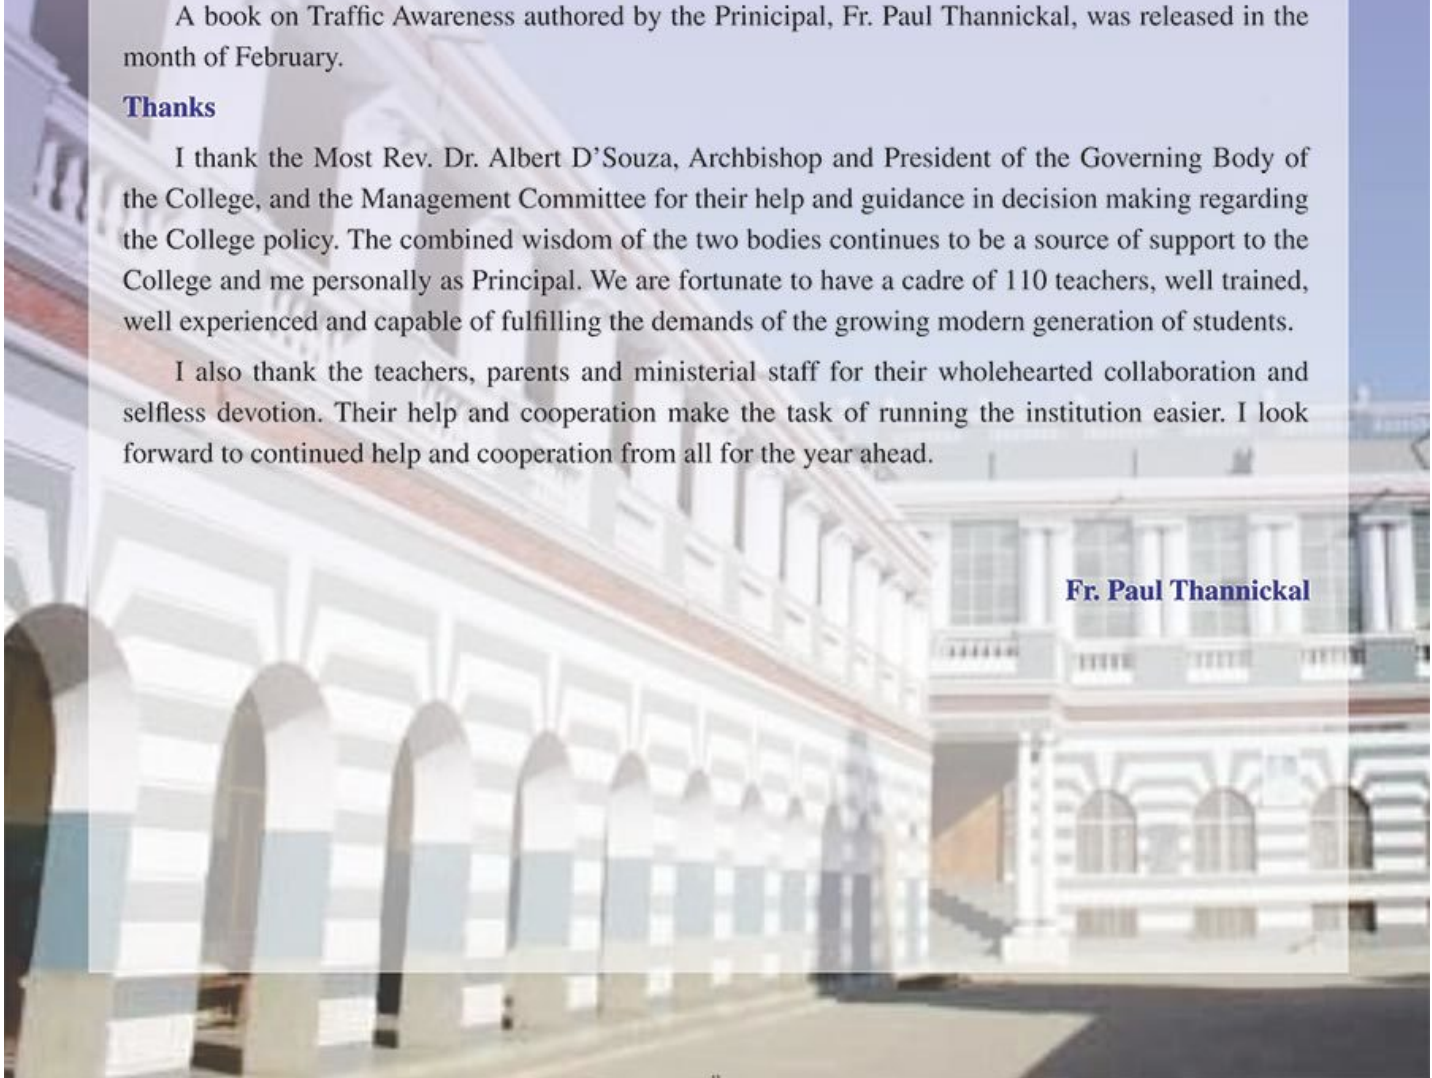 A book on Traffic Awareness authored by the Prinicipal, Fr. Paul Thannickal, was released in the
month of February.
Thanks
I thank the Most Rev. Dr. Albert D’Souza, Archbishop and President of the Governing Body of
the College, and the Management Committee for their help and guidance in decision making regarding
the College policy. The combined wisdom of the two bodies continues to be a source of support to the
College and me personally as Principal. We are fortunate to have a cadre of 110 teachers, well trained,
well experienced and capable of fulfilling the demands of the growing modern generation of students.
I also thank the teachers, parents and ministerial staff for their wholehearted collaboration and
selfless devotion. Their help and cooperation make the task of running the institution easier. I look
forward to continued help and cooperation from all for the year ahead.
Fr. Paul Thannickal